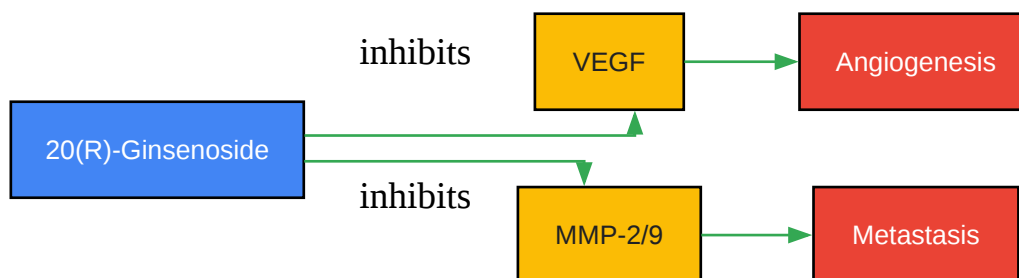 inhibits
VEGF
Angiogenesis
20(R)-Ginsenoside
inhibits
MMP-2/9
Metastasis